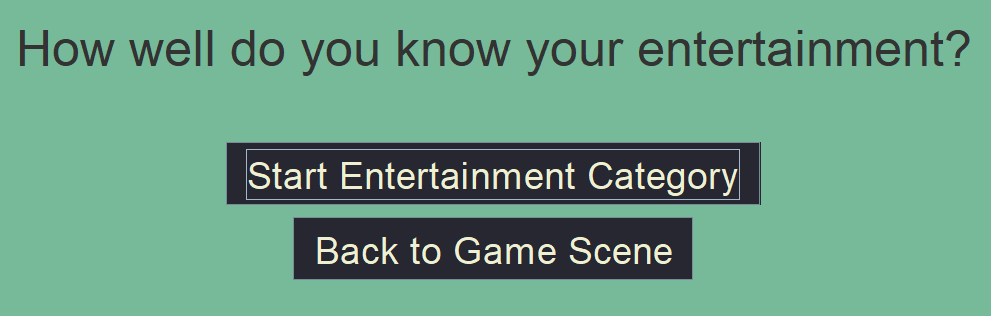 How well do you know your entertainment?
Start Entertainment Category
Back to Game Scene